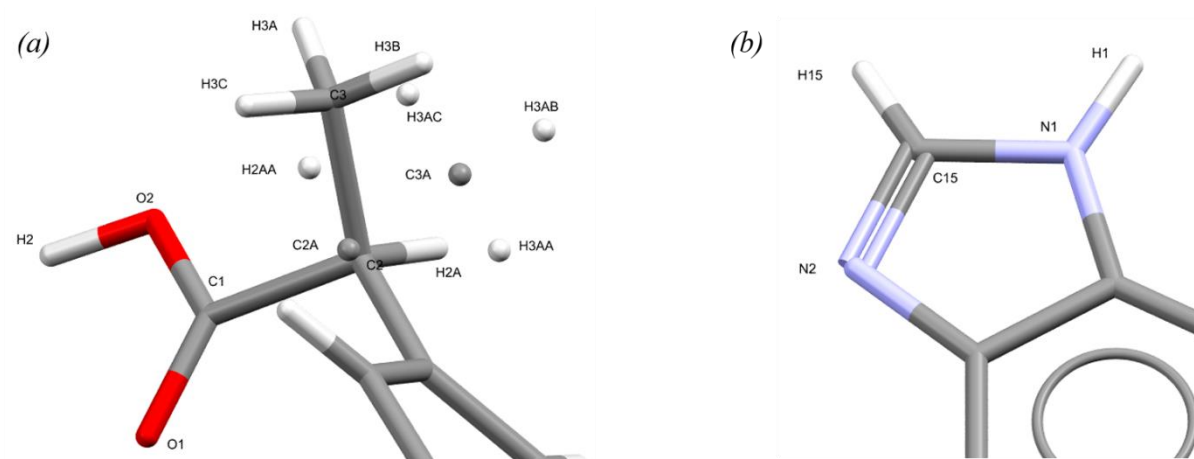 (a)
H3A
H3B
H3C
C3
H3AC
H3AB
H2AA
C3A
O2
H2
C2A
C2
H2A
H3AA
C1
O1
(b)
H1
H15
N1
C15
N2